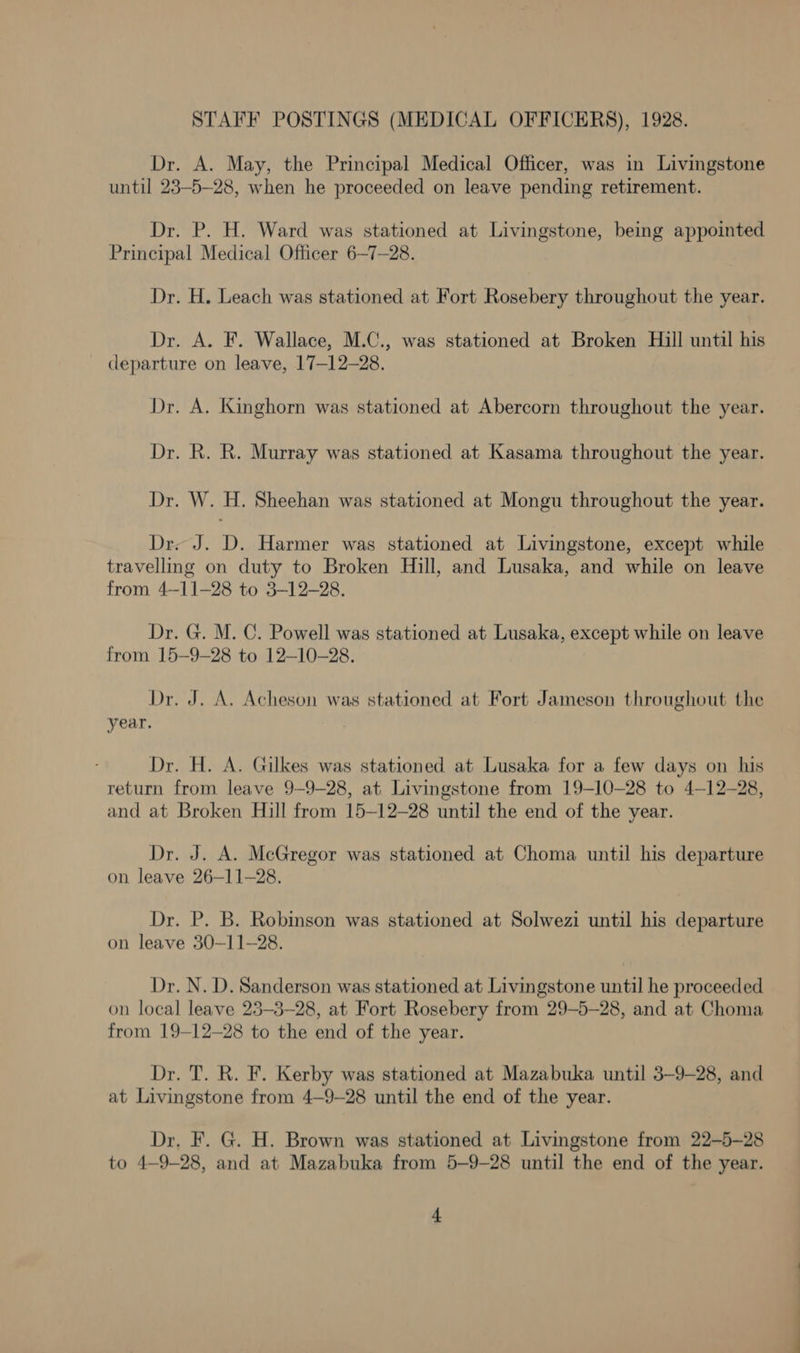 STAFF POSTINGS (MEDICAL OFFICERS), 1928.
Dr. A. May, the Principal Medical Officer, was in Livingstone
until 23–5–28, when he proceeded on leave pending retirement.
Dr. P. H. Ward was stationed at Livingstone, being appointed
Principal Medical Officer 6–7–28.
Dr. H. Leach was stationed at Fort Rosebery throughout the year.
Dr. A. F. Wallace, M.C., was stationed at Broken Hill until his
departure on leave, 17–12–28.
Dr. A. Kinghorn was stationed at Abercorn throughout the year.
Dr. R. R. Murray was stationed at Kasama throughout the year.
Dr. W. H. Sheehan was stationed at Mongu throughout the year.
Dr. J. D. Harmer was stationed at Livingstone, except while
travelling on duty to Broken Hill, and Lusaka, and while on leave
from 4–11–28 to 3–12–28.
Dr. G. M. C. Powell was stationed at Lusaka, except while on leave
from 15–9–28 to 12–10–28.
Dr. J. A. Acheson was stationed at Fort Jameson throughout the
year.
Dr. H. A. Gilkes was stationed at Lusaka for a few days on his
return from leave 9–9–28, at Livingstone from 19–10–28 to 4–12–28,
and at Broken Hill from 15–12–28 until the end of the year.
Dr. J. A. McGregor was stationed at Choma until his departure
on leave 26–11–28.
Dr. P. B. Robinson was stationed at Solwezi until his departure
on leave 30–11–28.
Dr. N. D. Sanderson was stationed at Livingstone until he proceeded
on local leave 23–3–28, at Fort Rosebery from 29–5–28, and at Choma
from 19–12–28 to the end of the year.
Dr. T. R. F. Kerby was stationed at Mazabuka until 3–9–28, and
at Livingstone from 4–9–28 until the end of the year.
Dr. F. G. H. Brown was stationed at Livingstone from 22–5–28
to 4–9–28, and at Mazabuka from 5–9–28 until the end of the year.
4